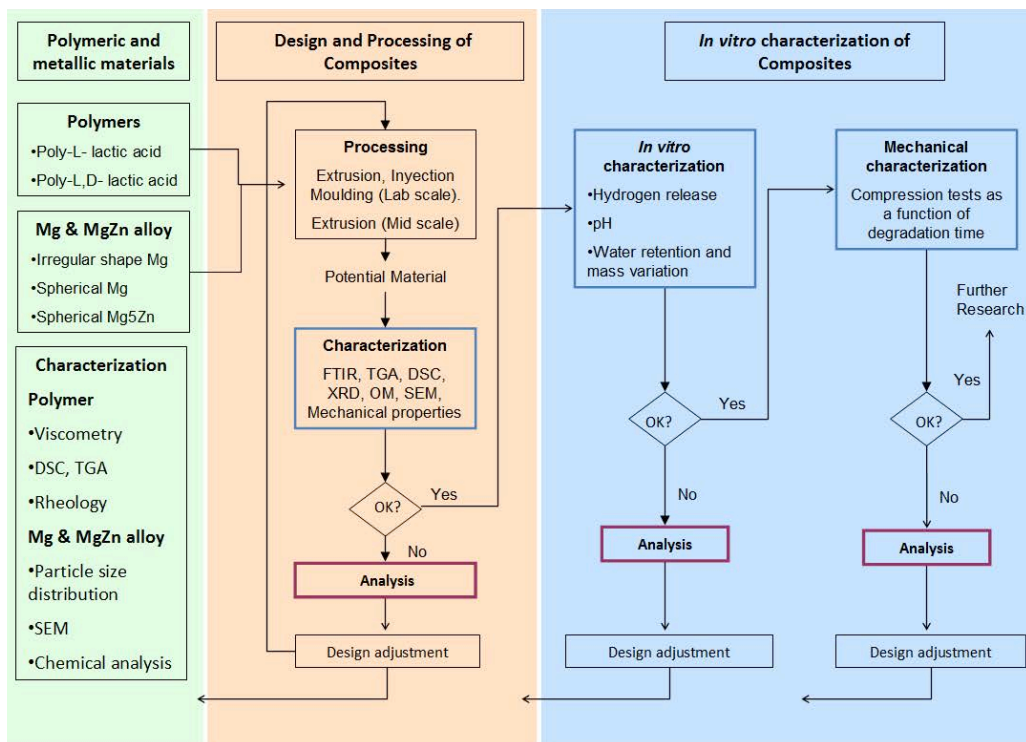 Polymeric and
metallic materials
Polymers
•Poly-L- lactic acid
•Poly-L,D- lactic acid
Mg & MgZn alloy
•Irregular shape Mg
•Spherical Mg
•Spherical Mg5Zn
Characterization
Polymer
•Viscometry
•DSC, TGA
•Rheology
Mg & MgZn alloy
•Particle size
distribution
•SEM
•Chemical analysis
Design and Processing of
Composites
Processing
Extrusion, Inyection
Moulding (Lab scale).
Extrusion (Mid scale)
Potential Material
Characterization
FTIR, TGA, DSC,
XRD, OM, SEM,
Mechanical properties
OK?
Yes
No
Analysis
Design adjustment
In vitro characterization of
Composites
In vitro
characterization
•Hydrogen release
•pH
•Water retention and
mass variation
OK?
Yes
No
Analysis
Design adjustment
Mechanical
characterization
Compression tests as
a function of
degradation time
Further
Research
Yes
OK?
No
Analysis
Design adjustment